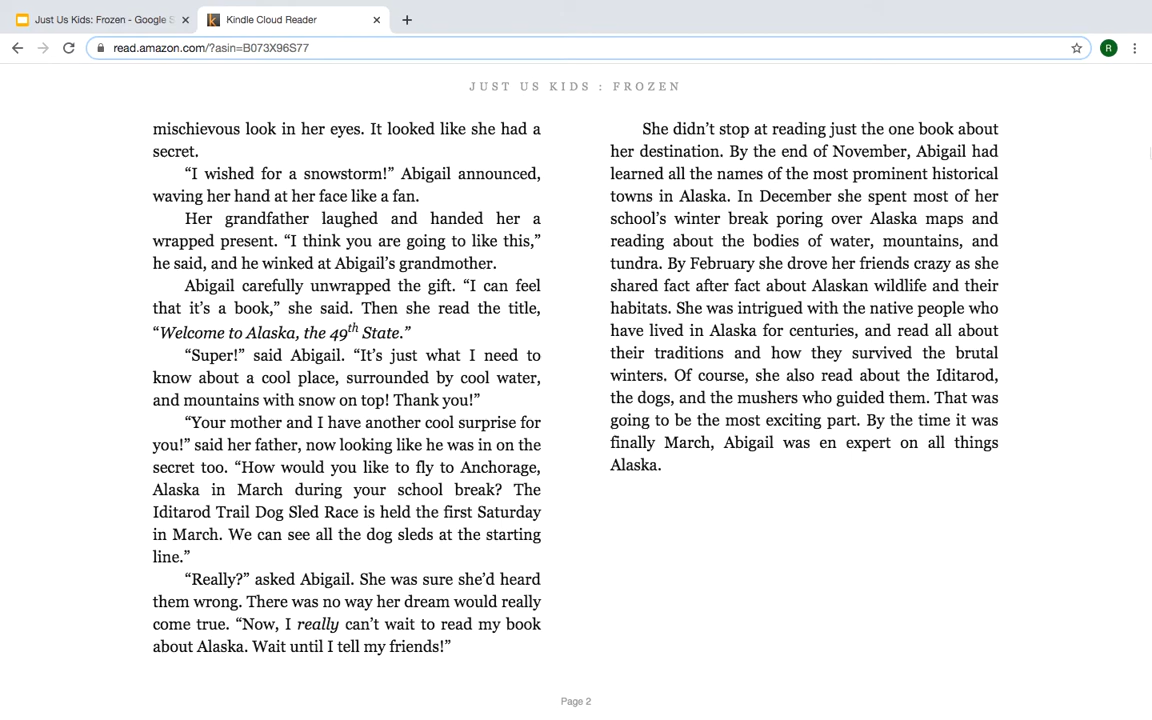 Just Us Kids: Frozen - Google S
Kindle Cloud Reader
read.amazon.com/?asin=B073X96S77
R
JUST US KIDS : FROZEN
mischievous look in her eyes. It looked like she had a
secret.
“I wished for a snowstorm!” Abigail announced,
waving her hand at her face like a fan.
Her grandfather laughed and handed her a
wrapped present. “I think you are going to like this,”
he said, and he winked at Abigail’s grandmother.
Abigail carefully unwrapped the gift. “I can feel
that it’s a book,” she said. Then she read the title,
“Welcome to Alaska, the 49th State.”
“Super!” said Abigail. “It’s just what I need to
know about a cool place, surrounded by cool water,
and mountains with snow on top! Thank you!”
“Your mother and I have another cool surprise for
you!” said her father, now looking like he was in on the
secret too. “How would you like to fly to Anchorage,
Alaska in March during your school break? The
Iditarod Trail Dog Sled Race is held the first Saturday
in March. We can see all the dog sleds at the starting
line.”
“Really?” asked Abigail. She was sure she’d heard
them wrong. There was no way her dream would really
come true. “Now, I really can’t wait to read my book
about Alaska. Wait until I tell my friends!”
She didn’t stop at reading just the one book about
her destination. By the end of November, Abigail had
learned all the names of the most prominent historical
towns in Alaska. In December she spent most of her
school’s winter break poring over Alaska maps and
reading about the bodies of water, mountains, and
tundra. By February she drove her friends crazy as she
shared fact after fact about Alaskan wildlife and their
habitats. She was intrigued with the native people who
have lived in Alaska for centuries, and read all about
their traditions and how they survived the brutal
winters. Of course, she also read about the Iditarod,
the dogs, and the mushers who guided them. That was
going to be the most exciting part. By the time it was
finally March, Abigail was en expert on all things
Alaska.
Page 2